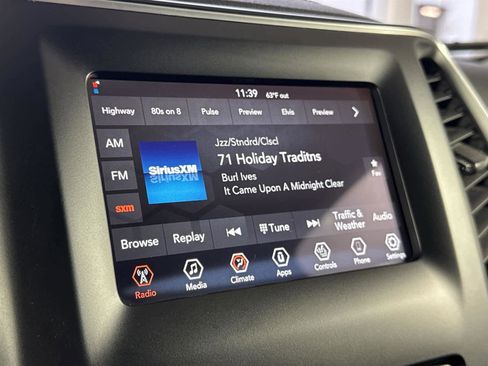 11:39 63°F out
Highway 80s on 8 Pulse Preview Elvis Preview
AM
FM
sxm
SiriusXM
Jzz/Stndrd/Clscl
71 Holiday Traditns
Burl Ives
It Came Upon A Midnight Clear
Fav
Browse Replay Tune Traffic & Weather Audio
Radio Media Climate Apps Controls Phone Settings